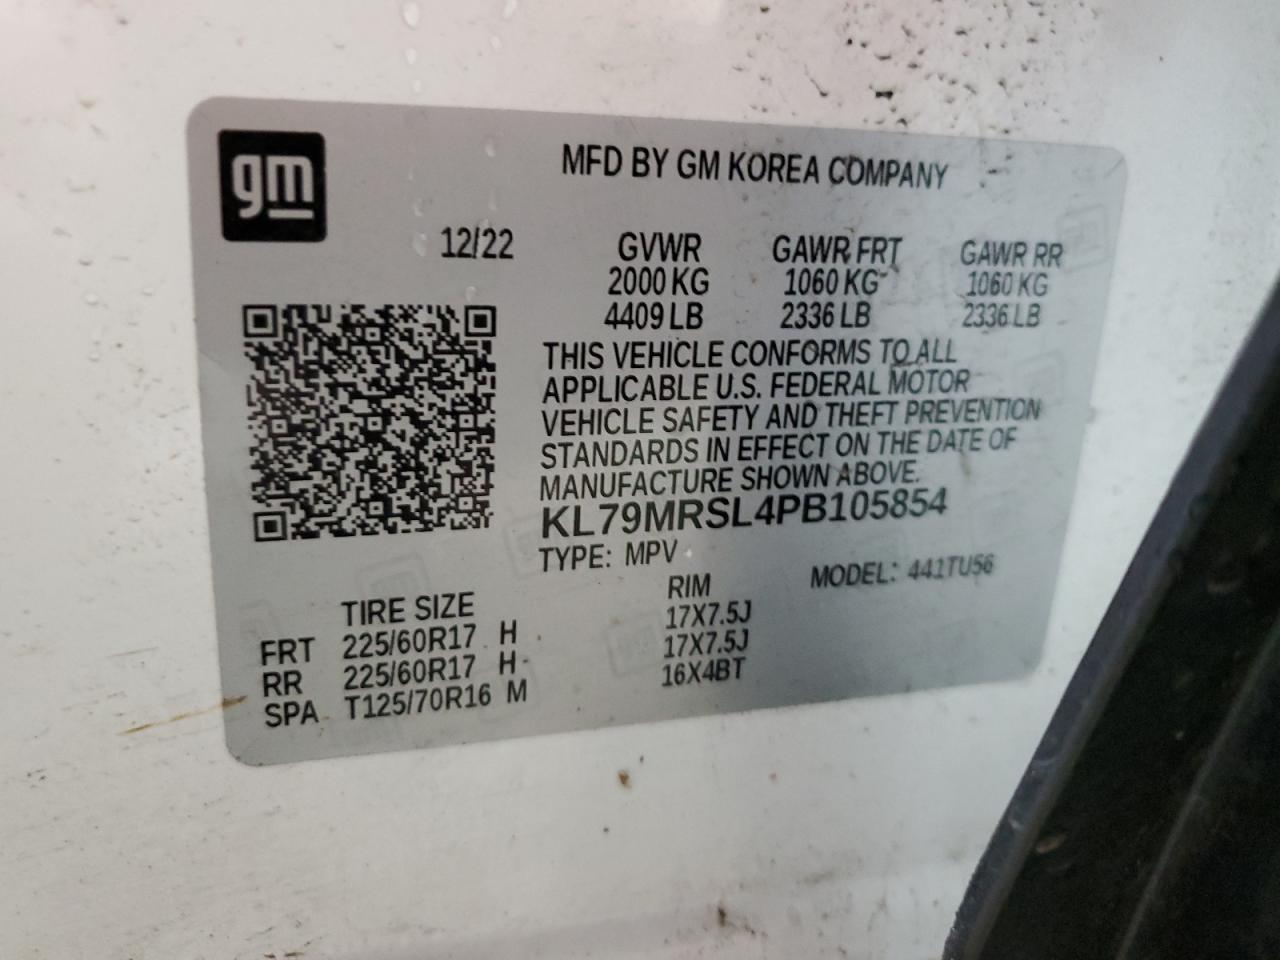 gm
MFD BY GM KOREA COMPANY
12/22 GVWR GAWR FRT GAWR RR
2000 KG 1060 KG 1060 KG
4409 LB 2336 LB 2336 LB
THIS VEHICLE CONFORMS TO ALL
APPLICABLE U.S. FEDERAL MOTOR
VEHICLE SAFETY AND THEFT PREVENTION
STANDARDS IN EFFECT ON THE DATE OF
MANUFACTURE SHOWN ABOVE.
KL79MRSL4PB105854
TYPE: MPV MODEL: 441TU56
TIRE SIZE RIM
FRT 225/60R17 H 17X7.5J
RR 225/60R17 H 17X7.5J
SPA T125/70R16 M 16X4BT